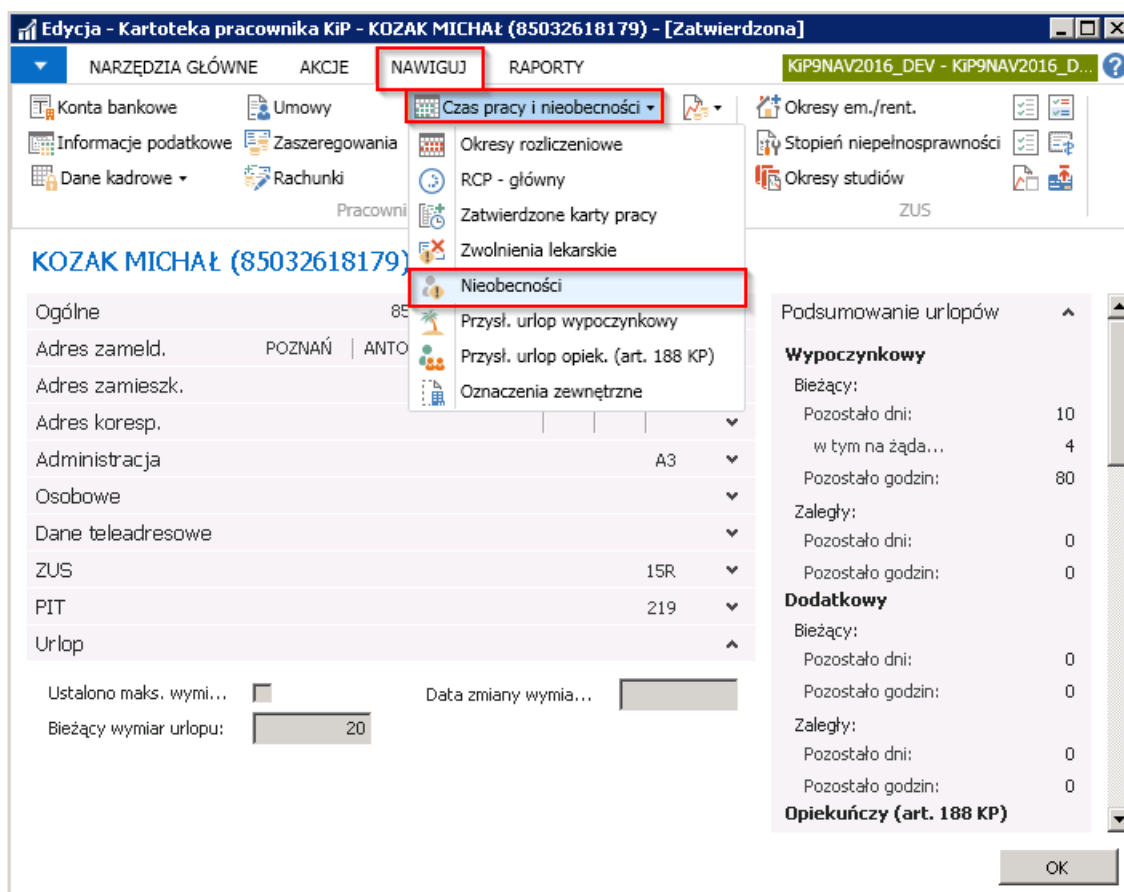 Edycja - Kartoteka pracownika KiP - KOZAK MICHAŁ (85032618179) - [Zatwierdzona]
NARZĘDZIA GŁÓWNE AKCJE NAWIGUJ RAPORTY KiP9NAV2016_DEV - KiP9NAV2016_D... ?
Konta bankowe Umowy Czas pracy i nieobecności Okresy em./rent.
Informacje podatkowe Zaszeregowania Okresy rozliczeniowe Stopień niepełnosprawności
Dane kadrowe Rachunki RCP - główny Okresy studiów
Pracowni Zatwierdzone karty pracy ZUS
Zwolnienia lekarskie
KOZAK MICHAŁ (85032618179)
Nieobecności
Ogólne 85 Podsumowanie urlopów
Przysł. urlop wypoczynkowy
Adres zameld. POZNAŃ ANTO Przysł. urlop opiek. (art. 188 KP) Wypoczynkowy
Adres zamieszk. Oznaczenia zewnętrzne Bieżący:
Adres koresp. Pozostało dni: 10
w tym na żąda... 4
Administracja A3
Pozostało godzin: 80
Osobowe
Zaległy:
Dane teleadresowe
Pozostało dni: 0
ZUS 15R Pozostało godzin: 0
PIT 219 Dodatkowy
Bieżący:
Urlop
Pozostało dni: 0
Ustalono maks. wymi... Data zmiany wymia... Pozostało godzin: 0
Bieżący wymiar urlopu: 20 Zaległy:
Pozostało dni: 0
Pozostało godzin: 0
Opiekuńczy (art. 188 KP)
OK